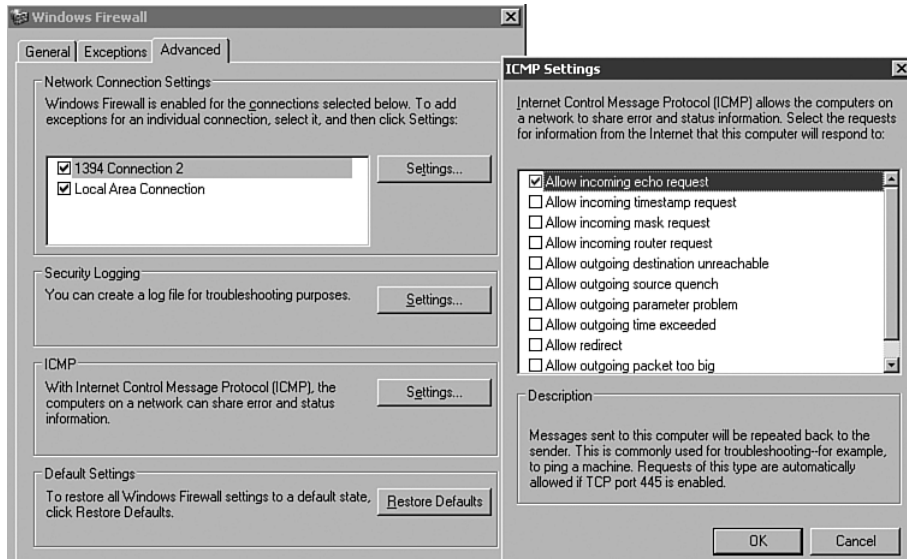 Windows Firewall
General
Exceptions
Advanced
Network Connection Settings
Windows Firewall is enabled for the connections selected below. To add
exceptions for an individual connection, select it, and then click Settings:
1394 Connection 2
Local Area Connection
Settings...
Security Logging
You can create a log file for troubleshooting purposes.
Settings...
ICMP
With Internet Control Message Protocol (ICMP), the
computers on a network can share error and status
information.
Settings...
Default Settings
To restore all Windows Firewall settings to a default state,
click Restore Defaults.
Restore Defaults
ICMP Settings
Internet Control Message Protocol (ICMP) allows the computers on
a network to share error and status information. Select the requests
for information from the Internet that this computer will respond to:
Allow incoming echo request
Allow incoming timestamp request
Allow incoming mask request
Allow incoming router request
Allow outgoing destination unreachable
Allow outgoing source quench
Allow outgoing parameter problem
Allow outgoing time exceeded
Allow redirect
Allow outgoing packet too big
Description
Messages sent to this computer will be repeated back to the
sender. This is commonly used for troubleshooting--for example,
to ping a machine. Requests of this type are automatically
allowed if TCP port 445 is enabled.
OK
Cancel